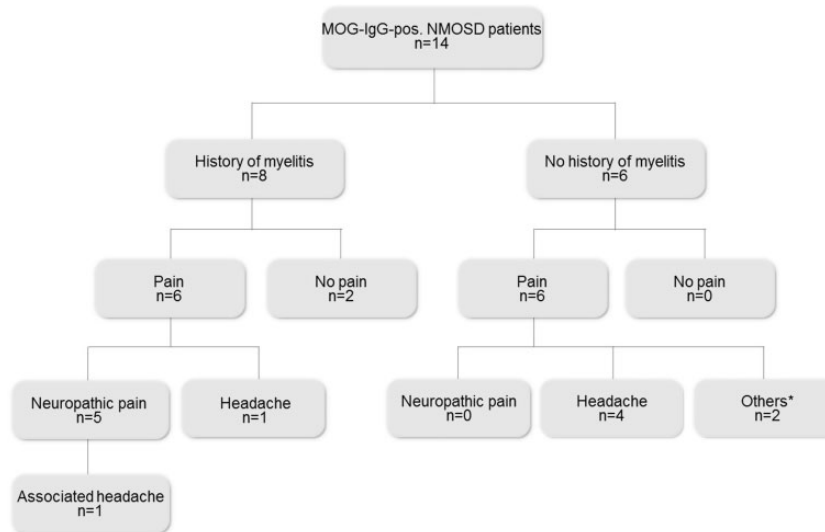 MOG-IgG-pos. NMOSD patients
n=14
History of myelitis
n=8
No history of myelitis
n=6
Pain
n=6
No pain
n=2
Pain
n=6
No pain
n=0
Neuropathic pain
n=5
Headache
n=1
Neuropathic pain
n=0
Headache
n=4
Others*
n=2
Associated headache
n=1